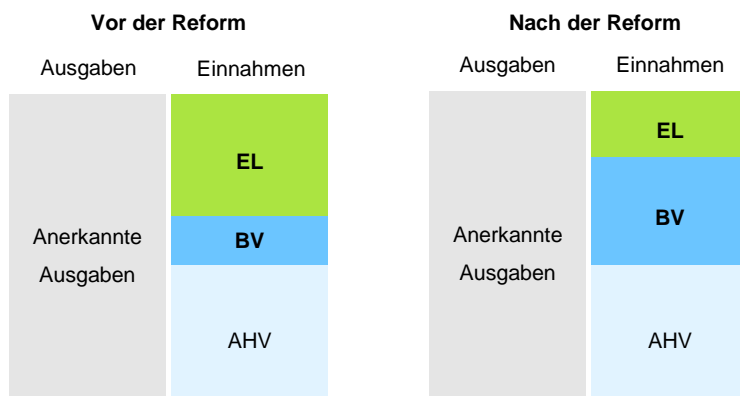 Vor der Reform
Ausgaben
Einnahmen
Anerkannte
Ausgaben
EL
BV
AHV
Nach der Reform
Ausgaben
Einnahmen
Anerkannte
Ausgaben
EL
BV
AHV